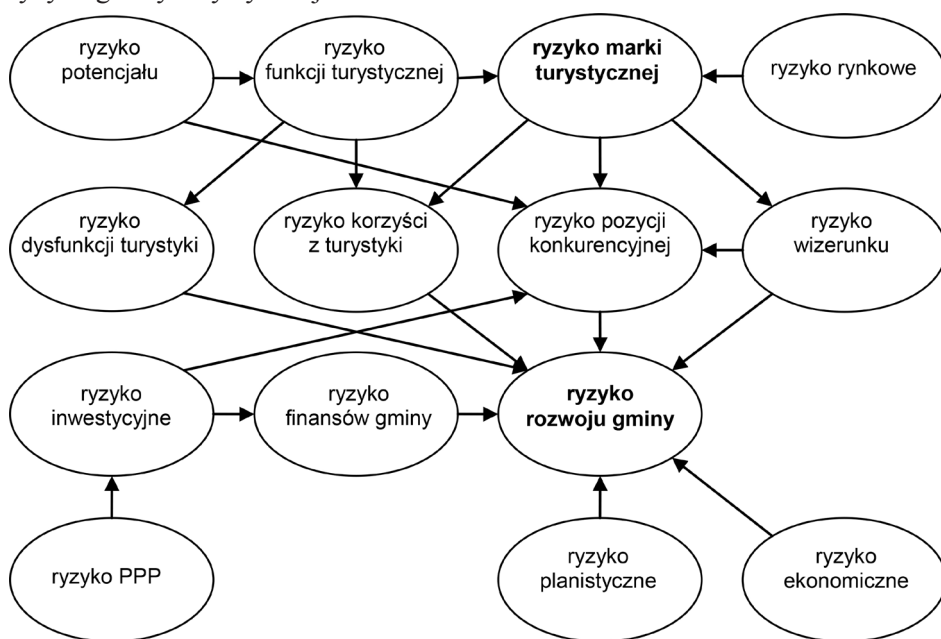 ryzyko
potencjału
ryzyko
funkcji turystycznej
ryzyko marki
turystycznej
ryzyko rynkowe
ryzyko
dysfunkcji turystyki
ryzyko korzyści
z turystyki
ryzyko pozycji
konkurencyjnej
ryzyko
wizerunku
ryzyko
inwestycyjne
ryzyko
finansów gminy
ryzyko
rozwoju gminy
ryzyko PPP
ryzyko
planistyczne
ryzyko
ekonomiczne